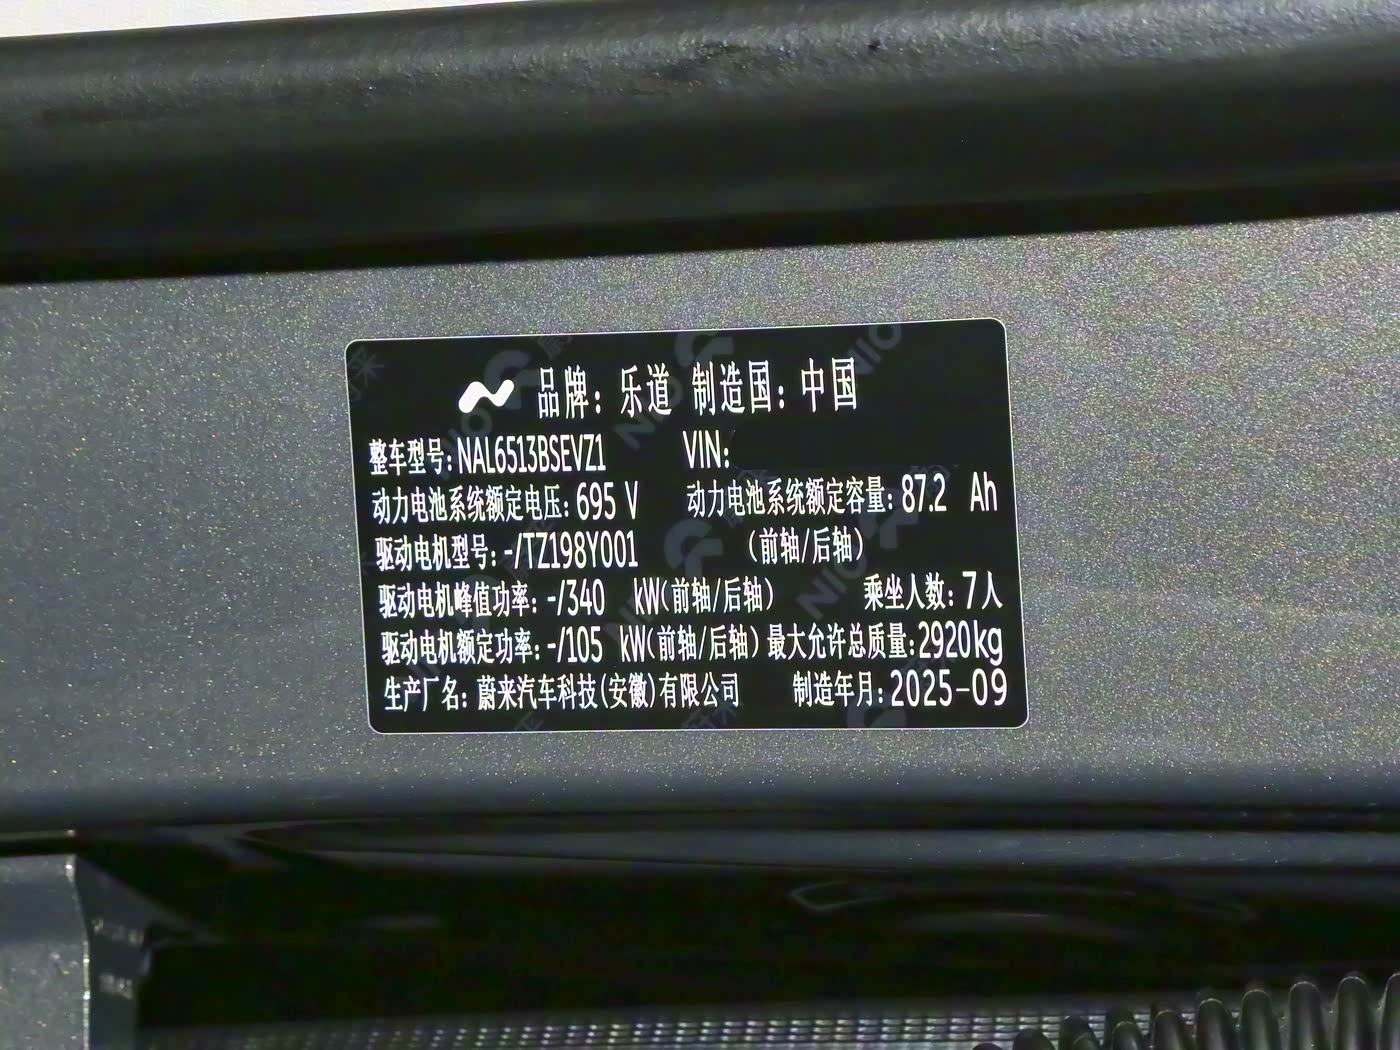 品牌：乐道 制造国：中国
整车型号：NAL6513BSEVZ1 VIN:
动力电池系统额定电压：695 V 动力电池系统额定容量：87.2 Ah
驱动电机型号：-/TZ198Y001 （前轴/后轴）
驱动电机峰值功率：-/340 kW（前轴/后轴） 乘坐人数：7人
驱动电机额定功率：-/105 kW（前轴/后轴）最大允许总质量：2920kg
生产厂名：蔚来汽车科技(安徽)有限公司 制造年月：2025-09